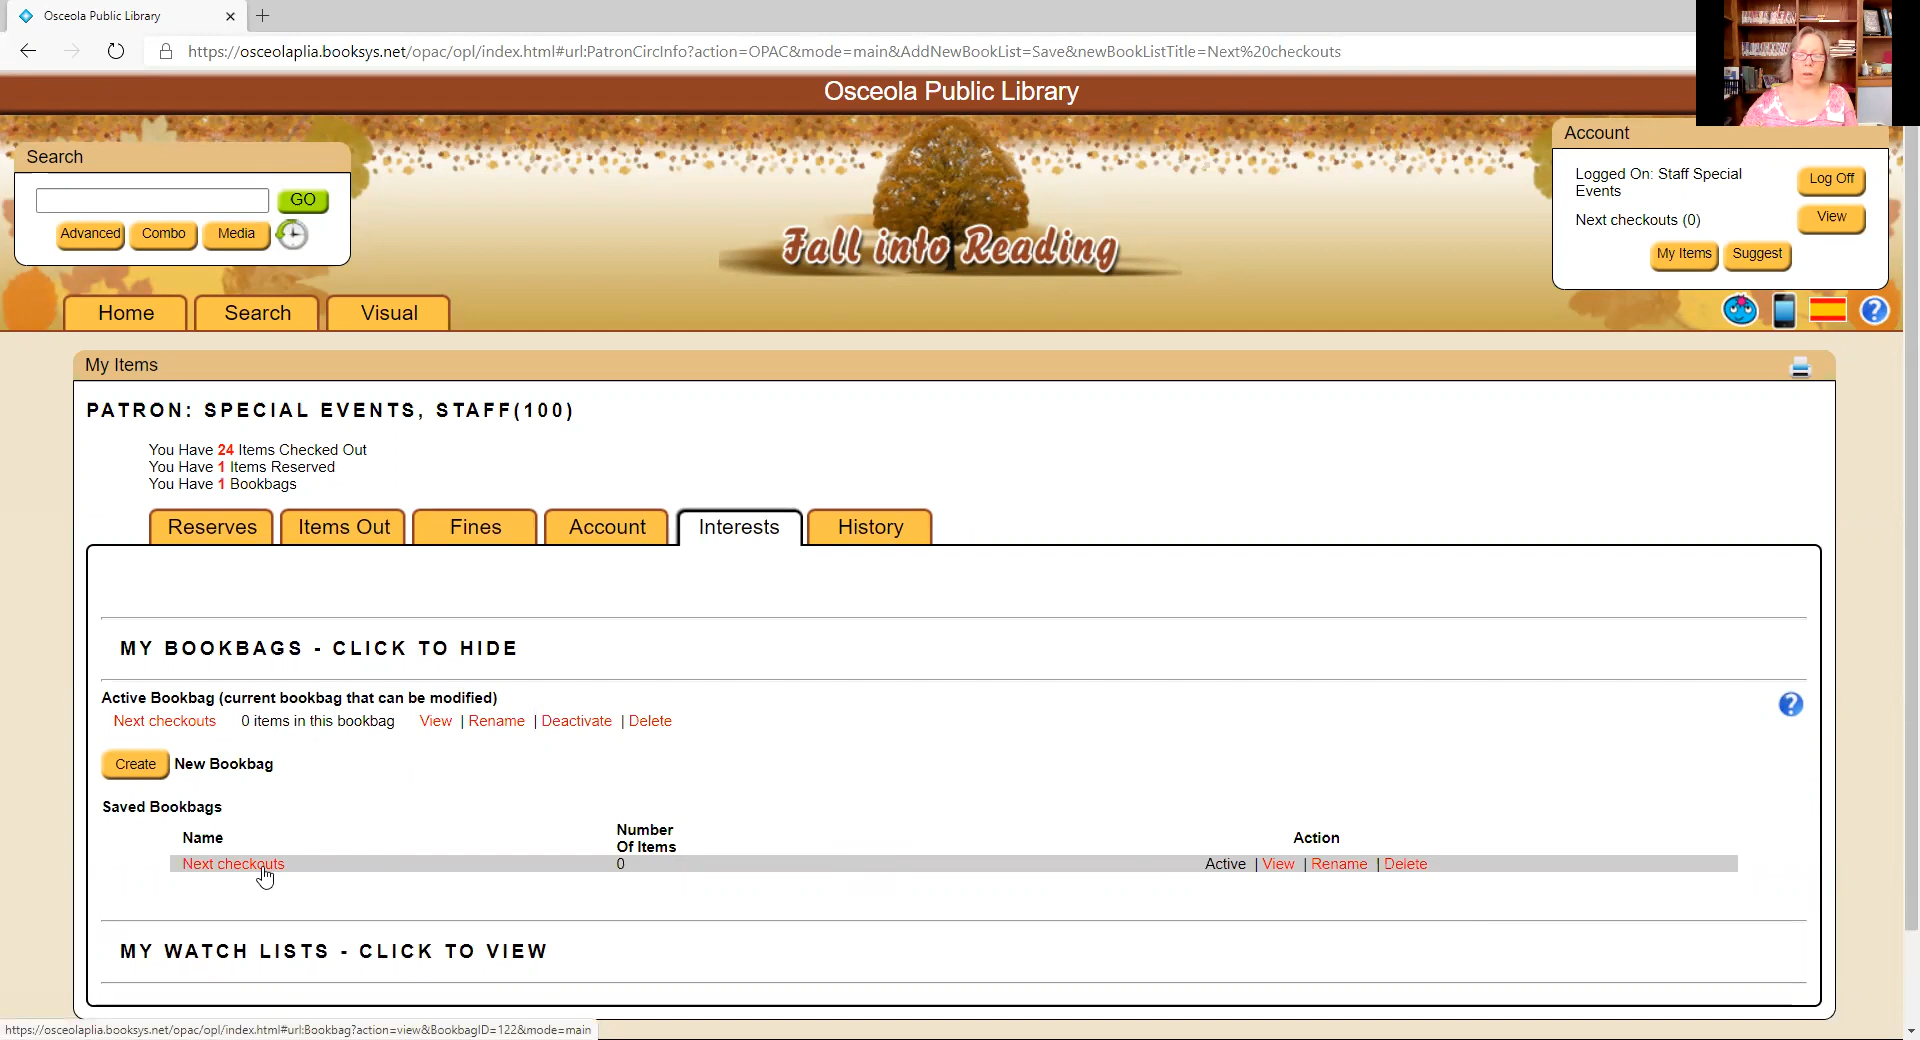 Osceola Public Library
https://osceolaplia.booksys.net/opac/opl/index.html#url:PatronCircInfo?action=OPAC&mode=main&AddNewBookList=Save&newBookListTitle=Next%20checkouts
Osceola Public Library
Search
GO
Advanced Combo Media
Fall into Reading
Account
Logged On: Staff Special Events
Log Off
Next checkouts (0)
View
My Items Suggest
Home Search Visual
My Items
PATRON: SPECIAL EVENTS, STAFF(100)
You Have 24 Items Checked Out
You Have 1 Items Reserved
You Have 1 Bookbags
Reserves Items Out Fines Account Interests History
MY BOOKBAGS - CLICK TO HIDE
Active Bookbag (current bookbag that can be modified)
Next checkouts 0 items in this bookbag View | Rename | Deactivate | Delete
Create New Bookbag
Saved Bookbags
Name Number Of Items Action
Next checkouts 0 Active | View | Rename | Delete
MY WATCH LISTS - CLICK TO VIEW
https://osceolaplia.booksys.net/opac/opl/index.html#url:Bookbag?action=view&BookbagID=122&mode=main